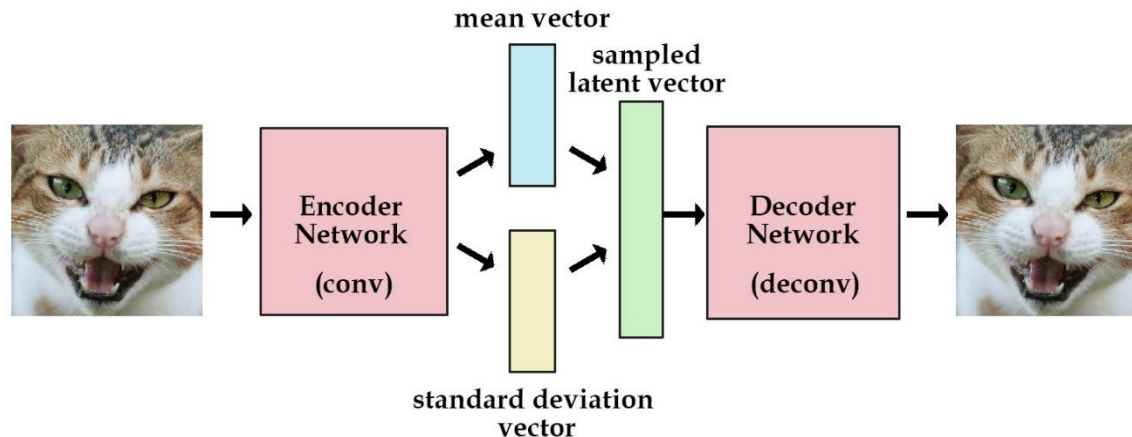 mean vector
sampled
latent vector
Encoder
Network
(conv)
Decoder
Network
(deconv)
standard deviation
vector